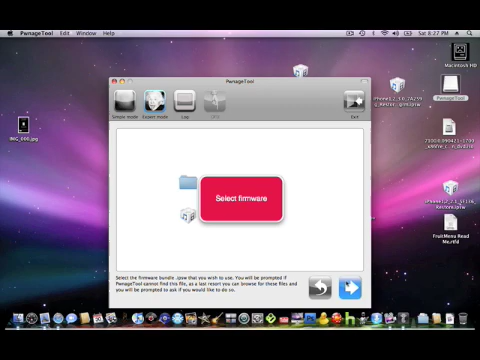 PwnageTool Edit Window Help
Sat 8:27 PM
Macintosh HD
PwnageTool
PwnageTool
Simple mode Expert mode Log
Exit
IMG_000.jpg
Select firmware
FruitMenu Read
Me.rtfd
Select the firmware bundle .ipsw that you wish to use. You will be prompted if
PwnageTool cannot find this file, as a last resort you can browse for these files and
you will be prompted to ask if you would like to do so.